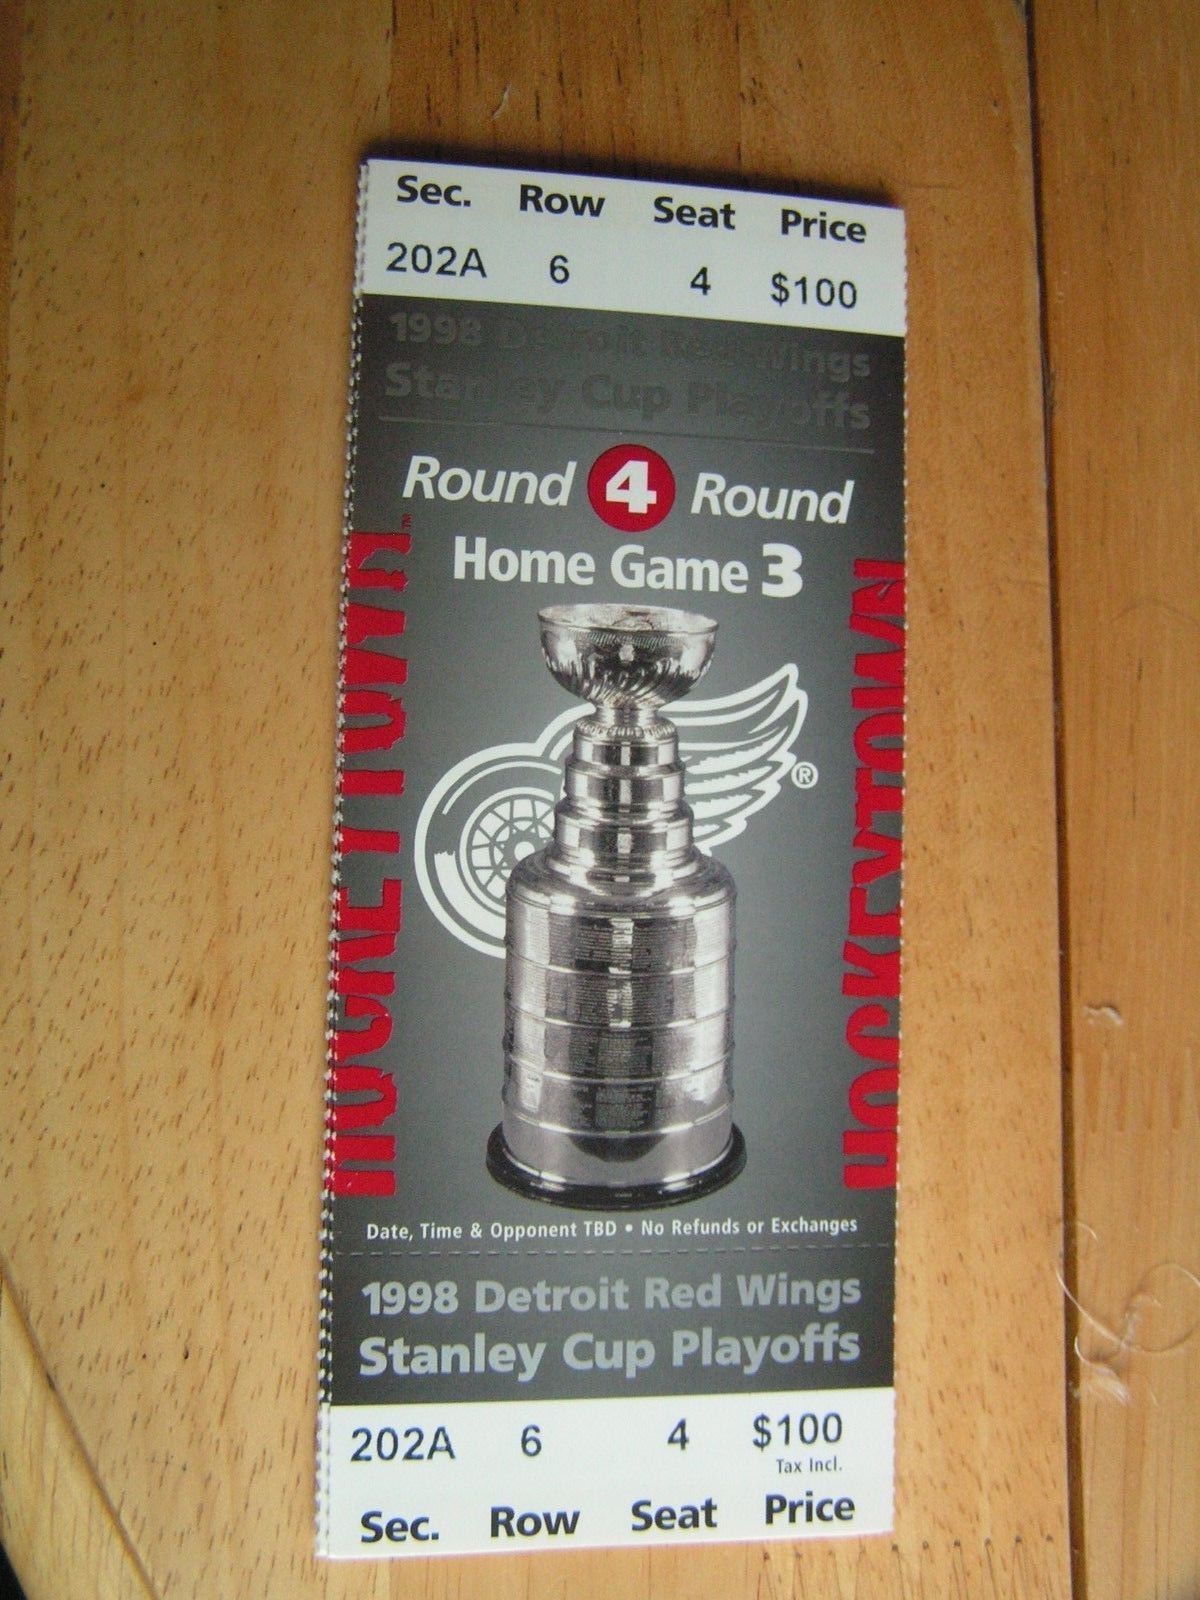 Sec. Row Seat Price
202A 6 4 $100
1998 Detroit Red Wings
Stanley Cup Playoffs
Round 4 Round
Home Game 3
HOCKEYTOWN™
HOCKEYTOWN
®
Date, Time & Opponent TBD • No Refunds or Exchanges
1998 Detroit Red Wings
Stanley Cup Playoffs
202A 6 4 $100
Tax Incl.
Sec. Row Seat Price